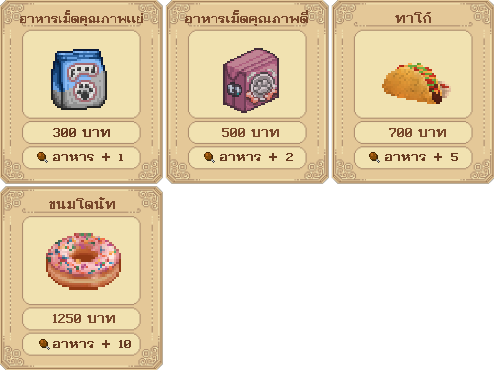 อาหารเม็ดคุณภาพแย่
300 บาท
อาหาร + 1
อาหารเม็ดคุณภาพดี
500 บาท
อาหาร + 2
ทาโก้
700 บาท
อาหาร + 5
ขนมโดนัท
1250 บาท
อาหาร + 10